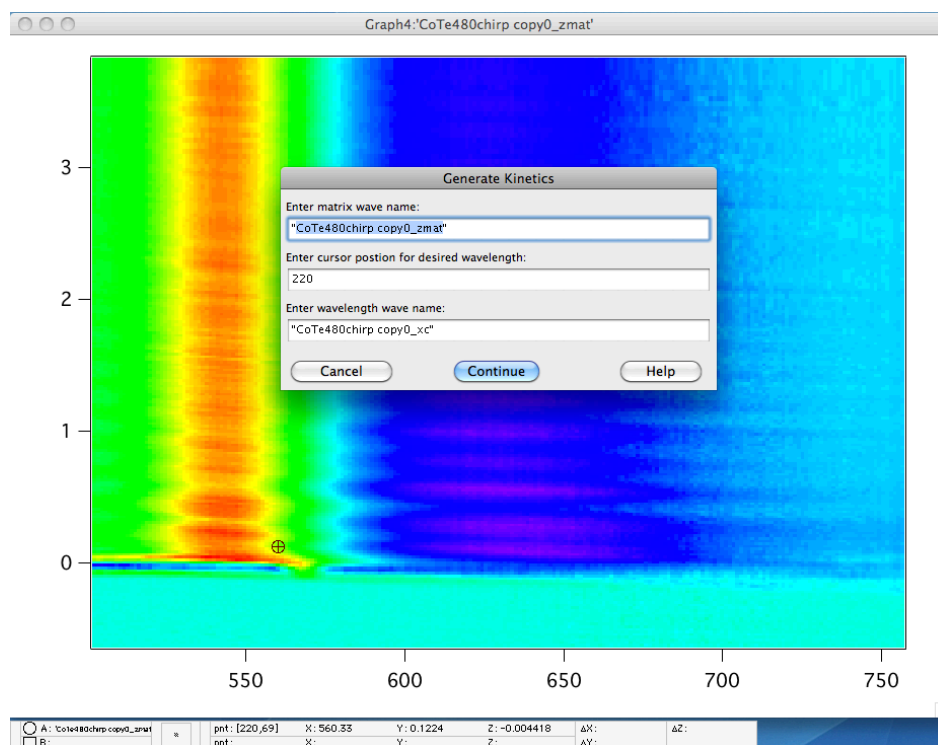 Graph4:'CoTe480chirp copy0_zmat'
Generate Kinetics
Enter matrix wave name:
"CoTe480chirp copy0_zmat"
Enter cursor postion for desired wavelength:
220
Enter wavelength wave name:
"CoTe480chirp copy0_xc"
Cancel Continue Help
3
2
1
0
550 600 650 700 750
A: 'CoTe480chirp copy0_zmat pnt: [220,69] X: 560.33 Y: 0.1224 Z: -0.004418 ΔX: ΔZ:
B: pnt: X: Y: Z: ΔY: